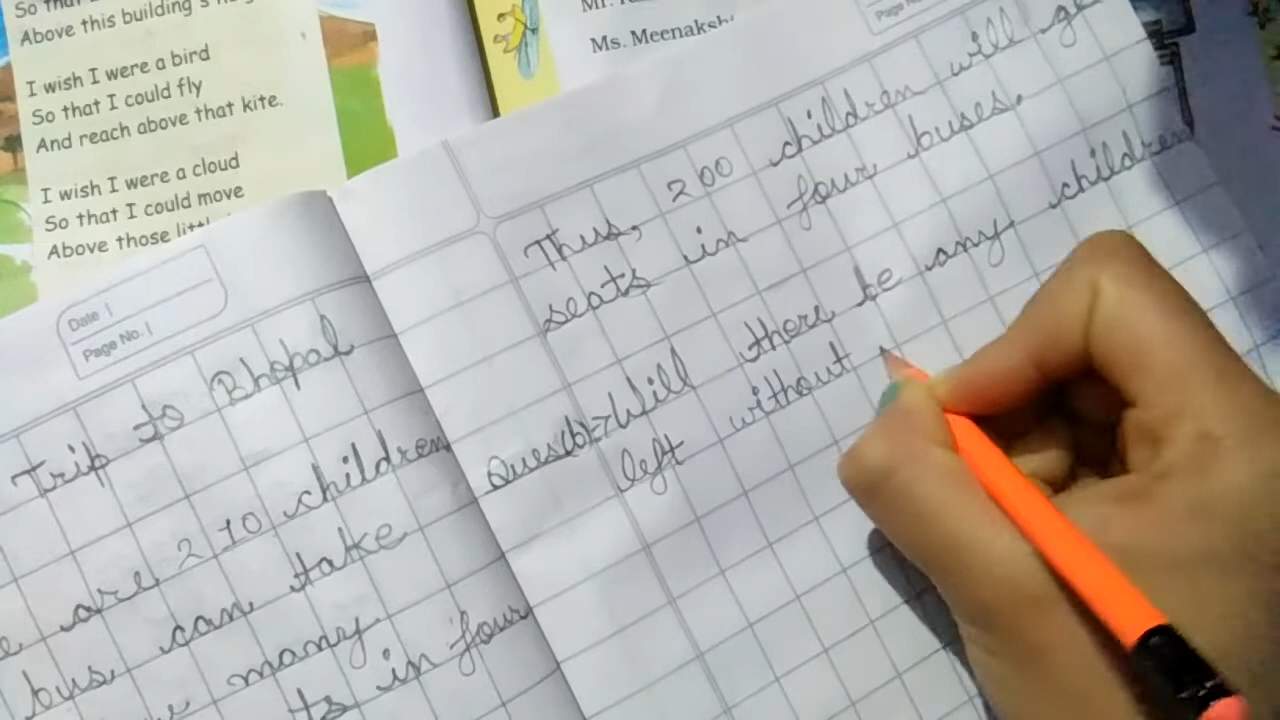 Above this building's
I wish I were a bird
So that I could fly
And reach above that kite.
I wish I were a cloud
So that I could move
Above those
Ms.
Date
Page No.
Trip to Bhopal
are 210 children
bus can take
many
in four
Page No.
Thus, 200 children will
seats in four buses.
Ques(b)=>Will there be any children
left without